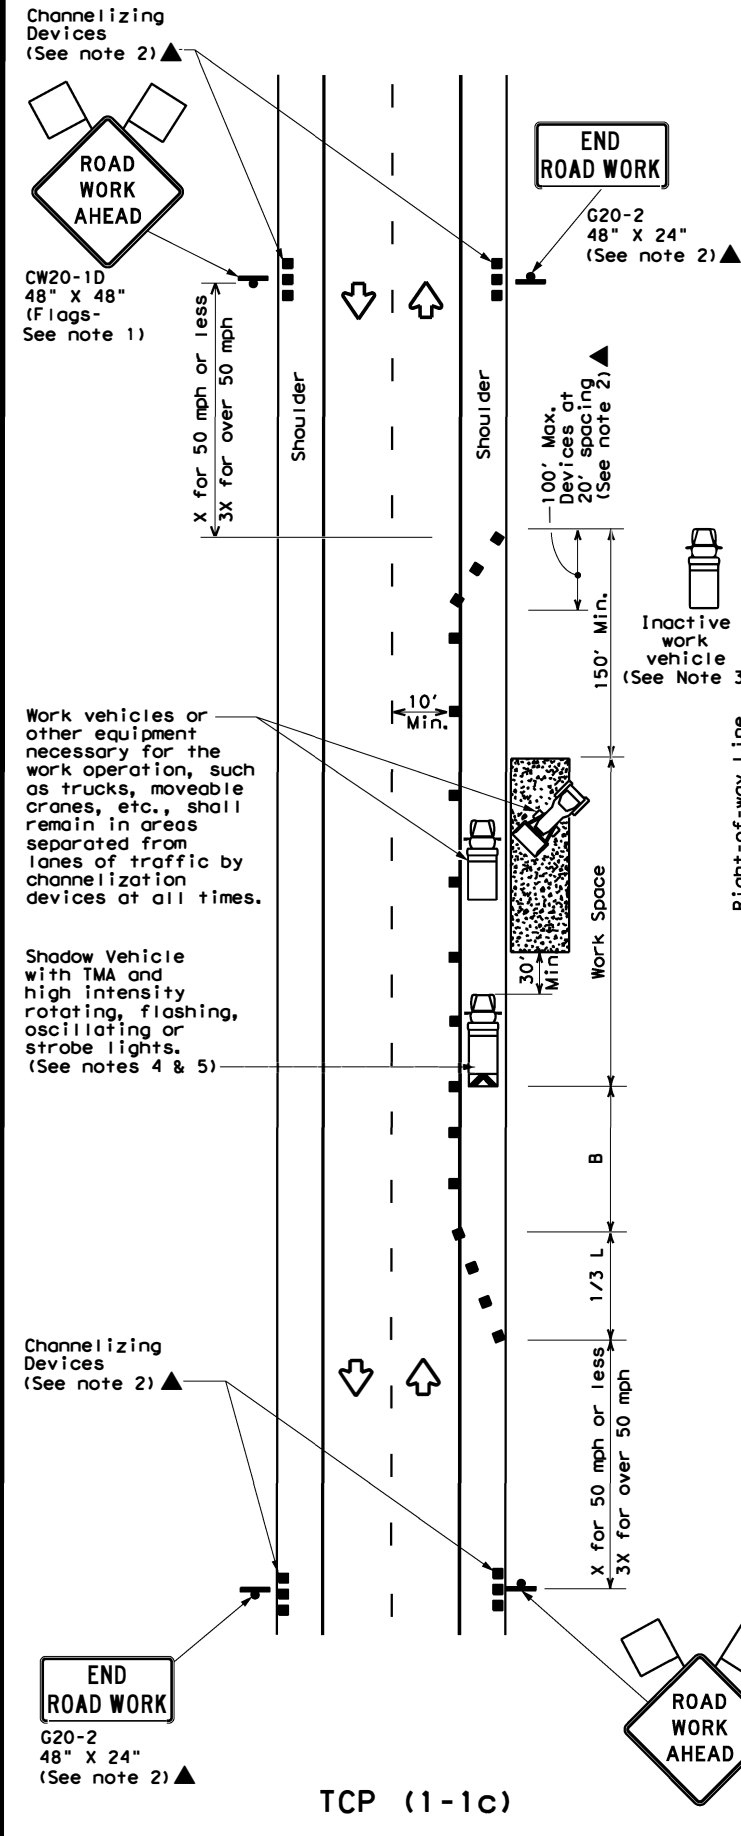 Channelizing
Devices
(See note 2)▲
ROAD
WORK
AHEAD
CW20-1D
48" X 48"
(Flags-
See note 1)
END
ROAD WORK
G20-2
48" X 24"
(See note 2)▲
X for 50 mph or less
3X for over 50 mph
Shoulder
Shoulder
100' Max.
Devices at
20' spacing
(See note 2)▲
150' Min.
Inactive
work
vehicle
(See Note 3
Right-of-way Line
10'
Min.
Work vehicles or
other equipment
necessary for the
work operation, such
as trucks, moveable
cranes, etc., shall
remain in areas
separated from
lanes of traffic by
channelization
devices at all times.
Work Space
30'
Min.
Shadow Vehicle
with TMA and
high intensity
rotating, flashing,
oscillating or
strobe lights.
(See notes 4 & 5)
B
1/3 L
Channelizing
Devices
(See note 2)▲
X for 50 mph or less
3X for over 50 mph
END
ROAD WORK
G20-2
48" X 24"
(See note 2)▲
ROAD
WORK
AHEAD
TCP (1-1c)